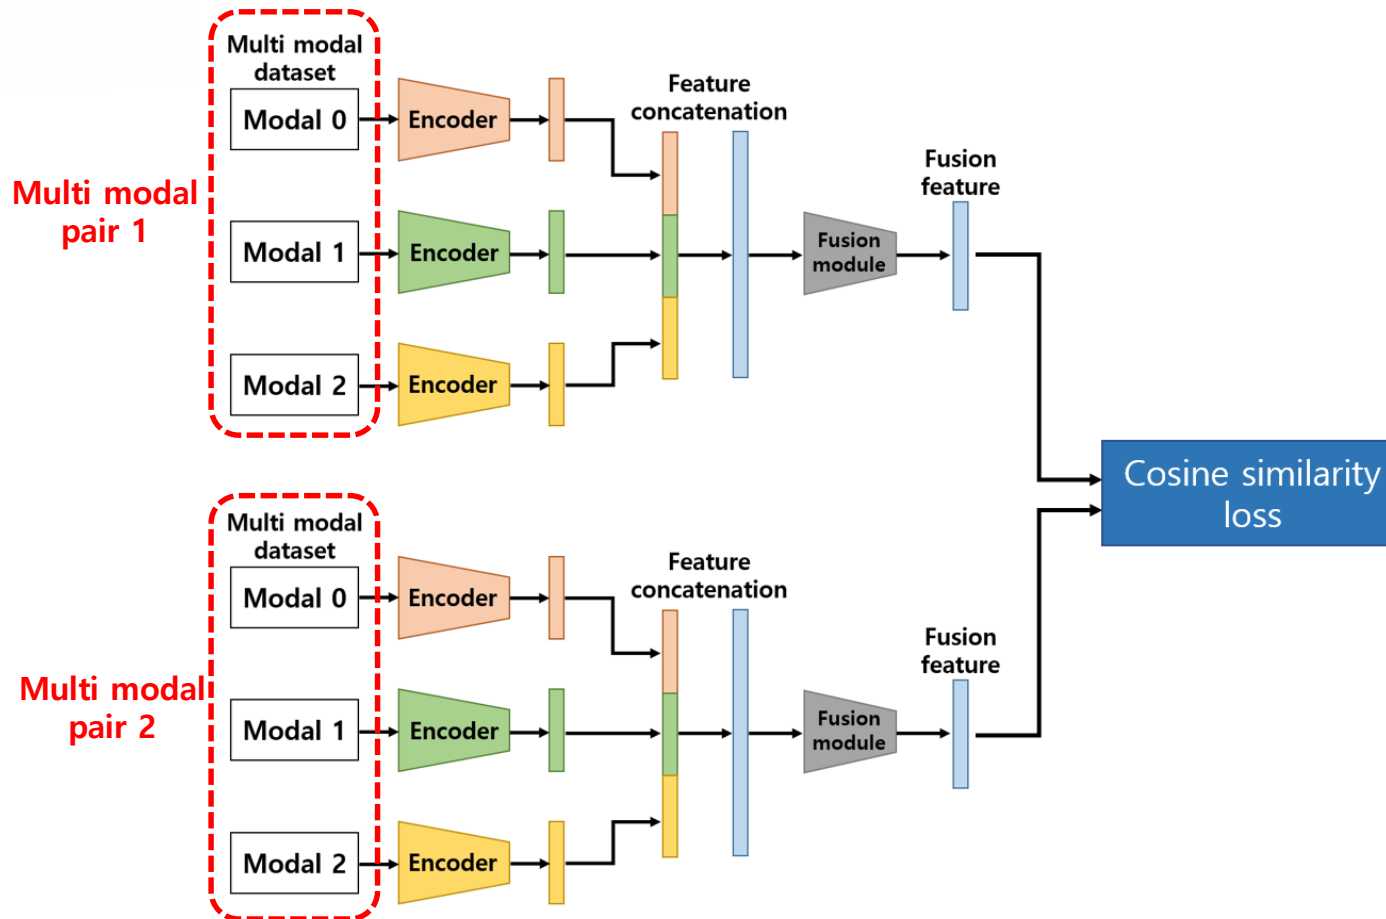 Multi modal
dataset
Modal 0
Encoder
Feature
concatenation
Fusion
feature
Multi modal
pair 1
Modal 1
Encoder
Fusion
module
Modal 2
Encoder
Cosine similarity
loss
Multi modal
dataset
Modal 0
Encoder
Feature
concatenation
Fusion
feature
Multi modal
pair 2
Modal 1
Encoder
Fusion
module
Modal 2
Encoder